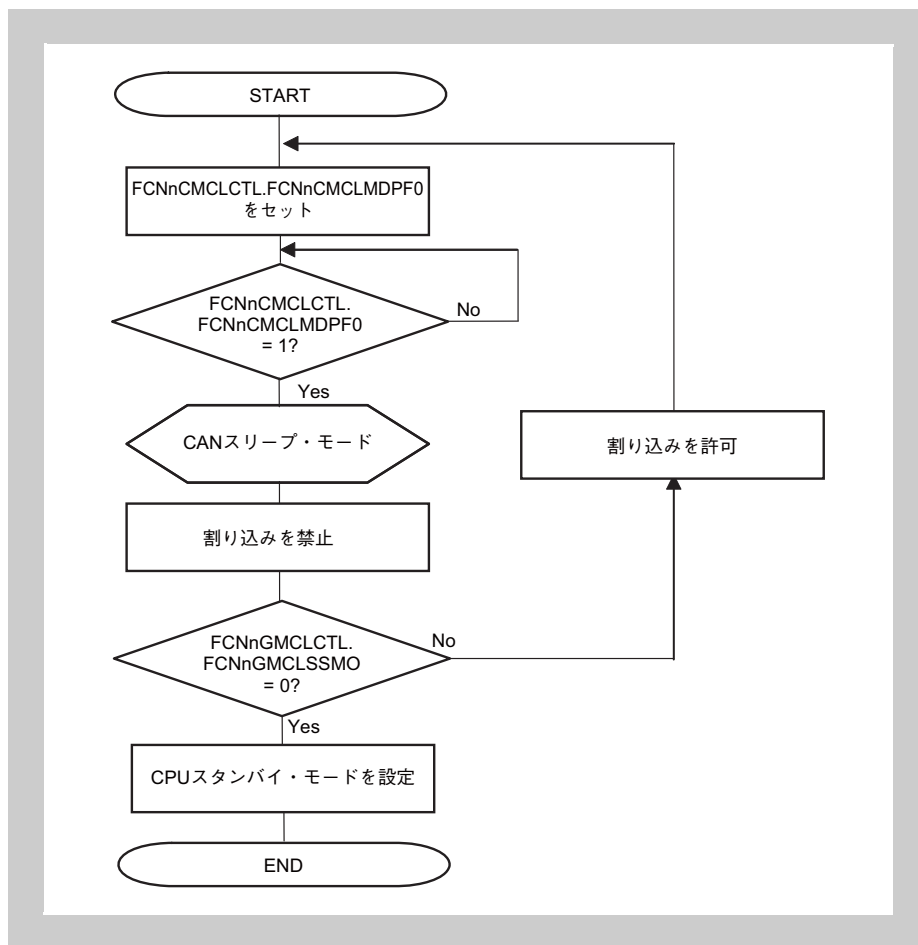 START
FCNnCMCLCTL.FCNnCMCLMDPF0
をセット
FCNnCMCLCTL.
FCNnCMCLMDPF0
= 1?
No
Yes
CANスリープ・モード
割り込みを許可
割り込みを禁止
FCNnGMCLCTL.
FCNnGMCLSSMO
= 0?
No
Yes
CPUスタンバイ・モードを設定
END